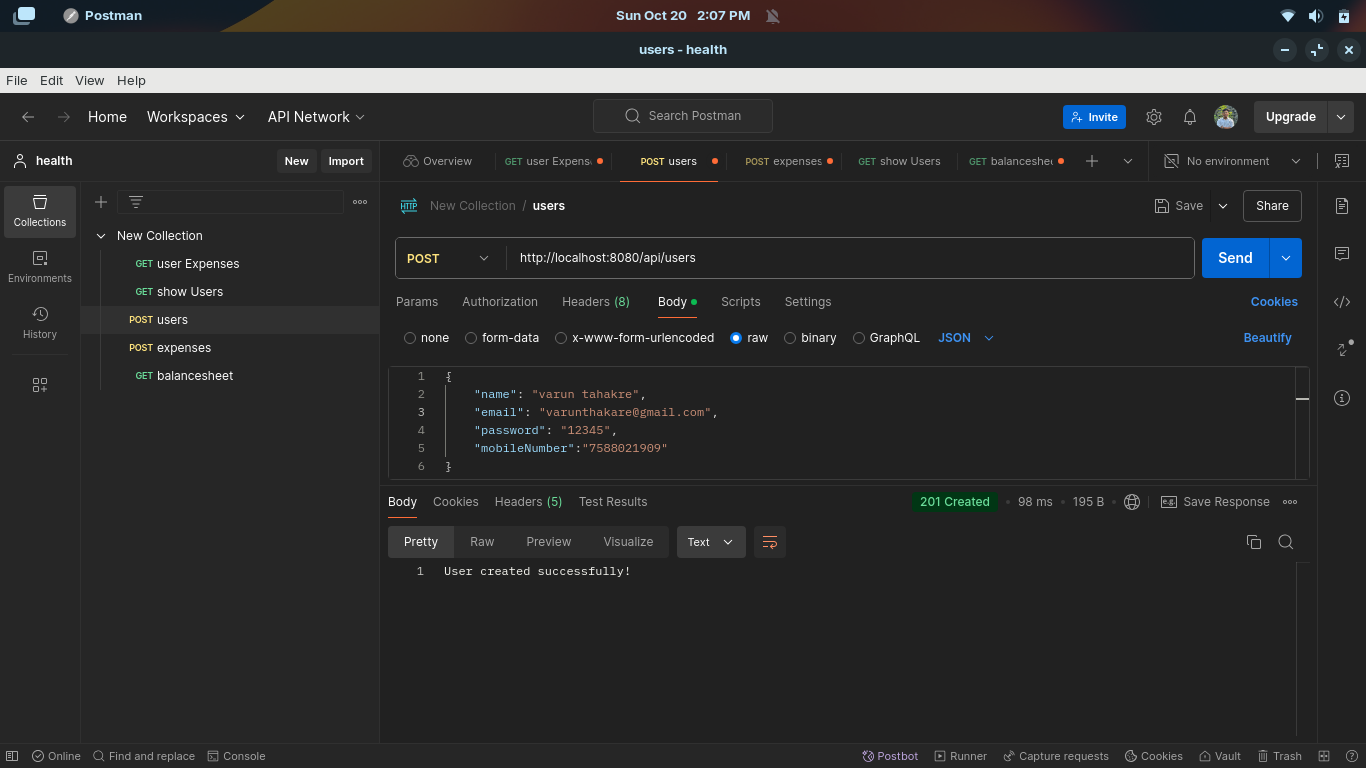 Postman
Sun Oct 20 2:07 PM
users - health
File Edit View Help
Home Workspaces API Network Search Postman Invite Upgrade
health New Import
Overview GET user Expens POST users POST expenses GET show Users GET balanceshe No environment
Collections
Environments
History
New Collection
GET user Expenses
GET show Users
POST users
POST expenses
GET balancesheet
HTTP New Collection / users Save Share
POST http://localhost:8080/api/users Send
Params Authorization Headers (8) Body Scripts Settings Cookies
none form-data x-www-form-urlencoded raw binary GraphQL JSON Beautify
1 {
2 "name": "varun tahakre",
3 "email": "varunthakare@gmail.com",
4 "password": "12345",
5 "mobileNumber":"7588021909"
6 }
Body Cookies Headers (5) Test Results 201 Created 98 ms 195 B e.g. Save Response
Pretty Raw Preview Visualize Text
1 User created successfully!
Online Find and replace Console Postbot Runner Capture requests Cookies Vault Trash